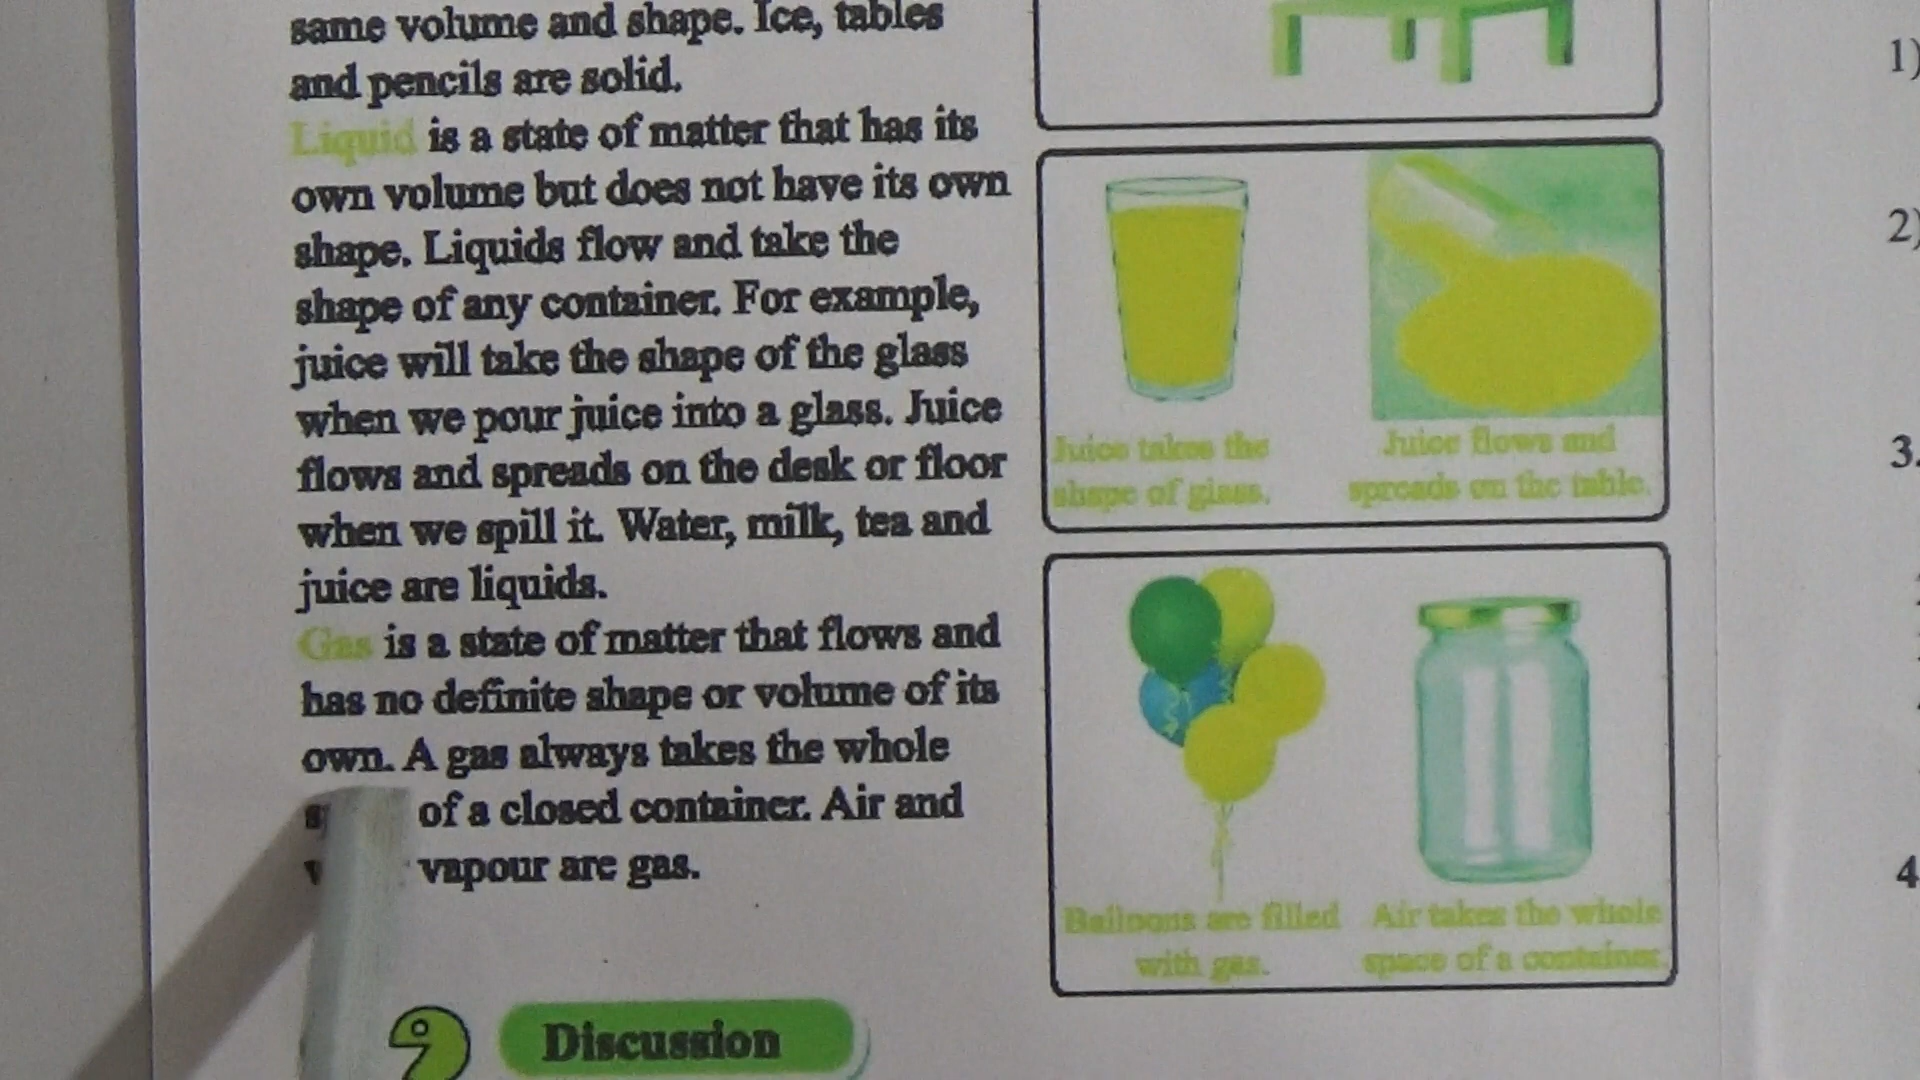 same volume and shape. Ice, tables
and pencils are solid.
Liquid is a state of matter that has its
own volume but does not have its own
shape. Liquids flow and take the
shape of any container. For example,
juice will take the shape of the glass
when we pour juice into a glass. Juice
flows and spreads on the desk or floor
when we spill it. Water, milk, tea and
juice are liquids.
Gas is a state of matter that flows and
has no definite shape or volume of its
own. A gas always takes the whole
of a closed container. Air and
vapour are gas.
Juice takes the
shape of glass.
Juice flows and
spreads on the table.
Balloons are filled
with gas.
Air takes the whole
space of a container.
Discussion
1)
2)
3.
4